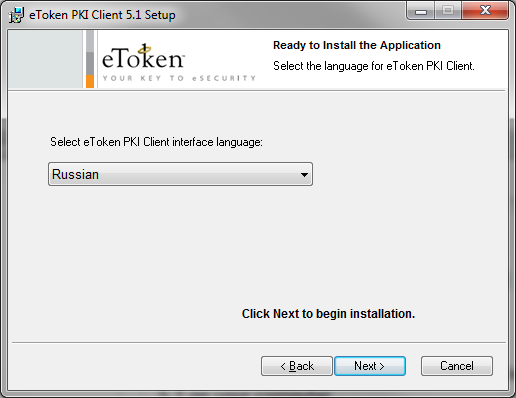 eToken PKI Client 5.1 Setup
Ready to Install the Application
Select the language for eToken PKI Client.
eToken
YOUR KEY TO eSECURITY
Select eToken PKI Client interface language:
Russian
Click Next to begin installation.
< Back
Next >
Cancel